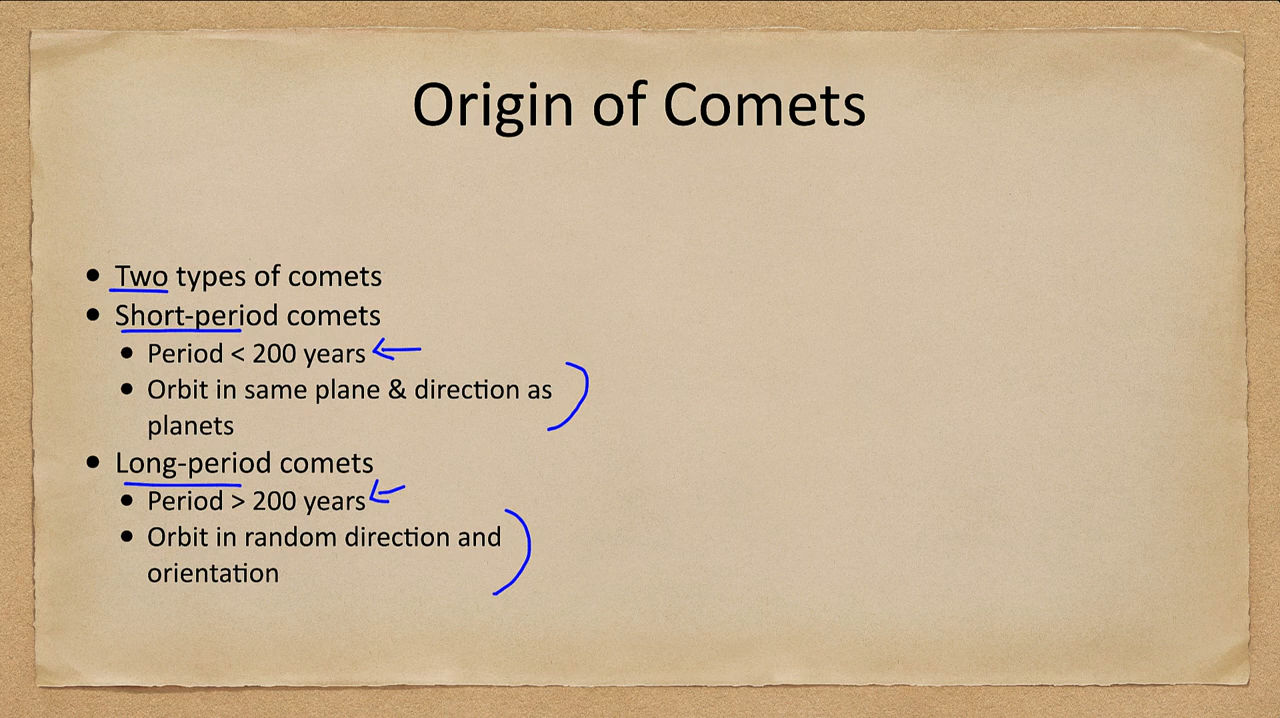 Origin of Comets
• Two types of comets
• Short-period comets
• Period < 200 years
• Orbit in same plane & direction as
planets
• Long-period comets
• Period > 200 years
• Orbit in random direction and
orientation